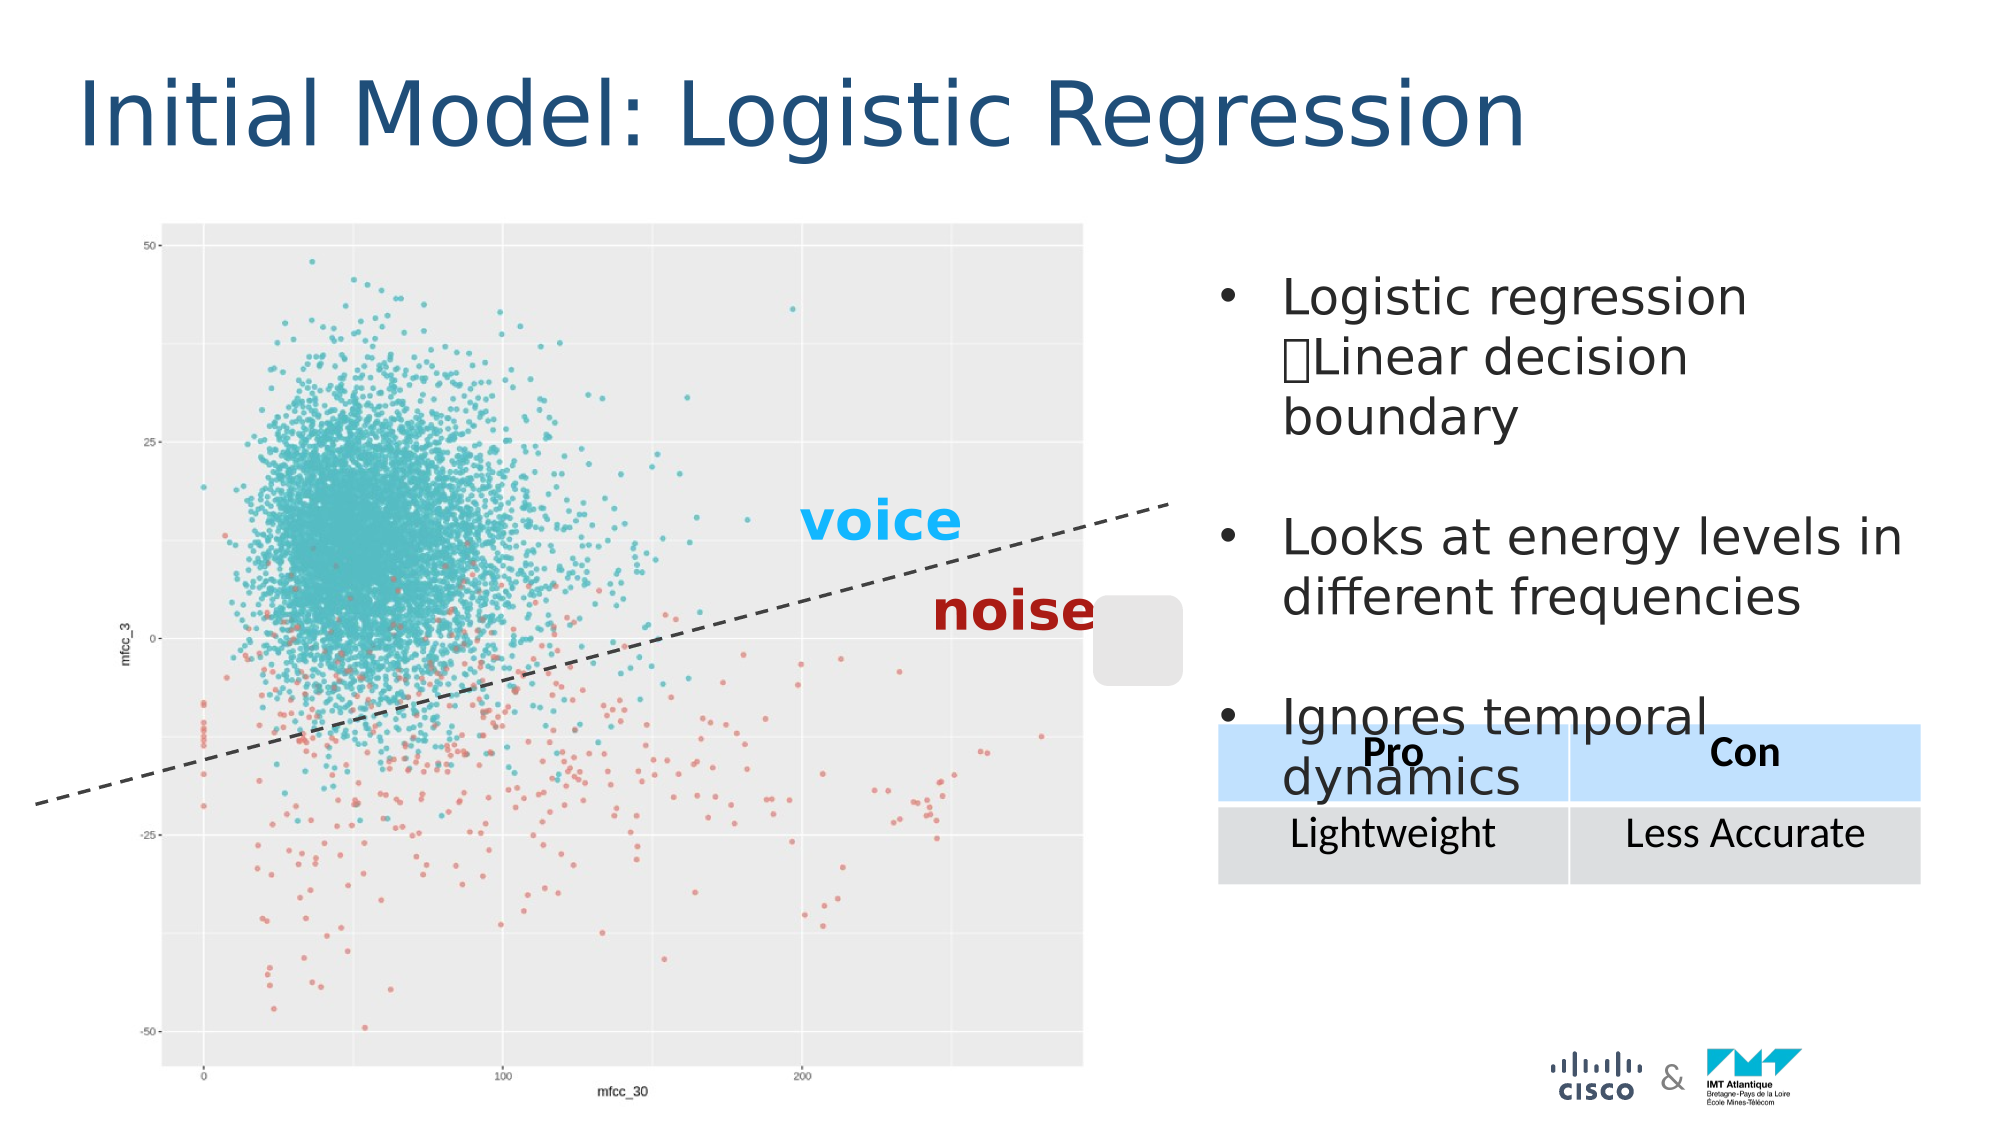 Initial Model: Logistic Regression
50
25
0
-25
-50
mfcc_3
0
100
200
mfcc_30
voice
noise
• Logistic regression
Linear decision
boundary
• Looks at energy levels in
different frequencies
• Ignores temporal
dynamics
Pro Con
Lightweight Less Accurate
CISCO & IMT Atlantique
Bretagne-Pays de la Loire
École Mines-Télécom